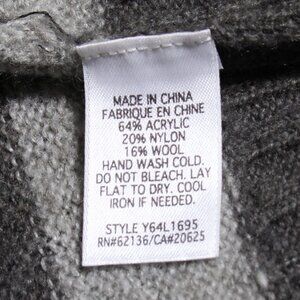 MADE IN CHINA
FABRIQUE EN CHINE
64% ACRYLIC
20% NYLON
16% WOOL
HAND WASH COLD.
DO NOT BLEACH. LAY
FLAT TO DRY. COOL
IRON IF NEEDED.
STYLE Y64L1695
RN#62136/CA#20625